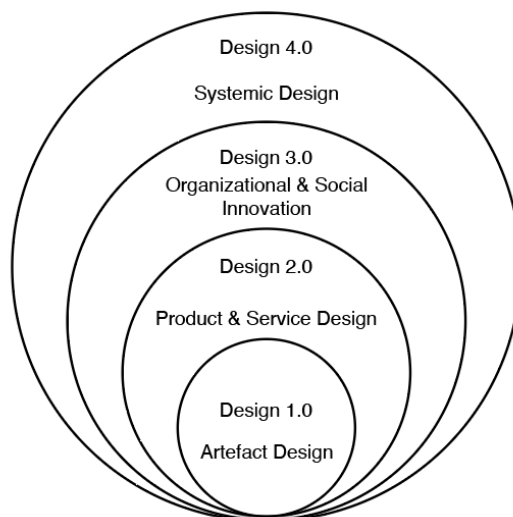 Design 4.0
Systemic Design
Design 3.0
Organizational & Social
Innovation
Design 2.0
Product & Service Design
Design 1.0
Artefact Design